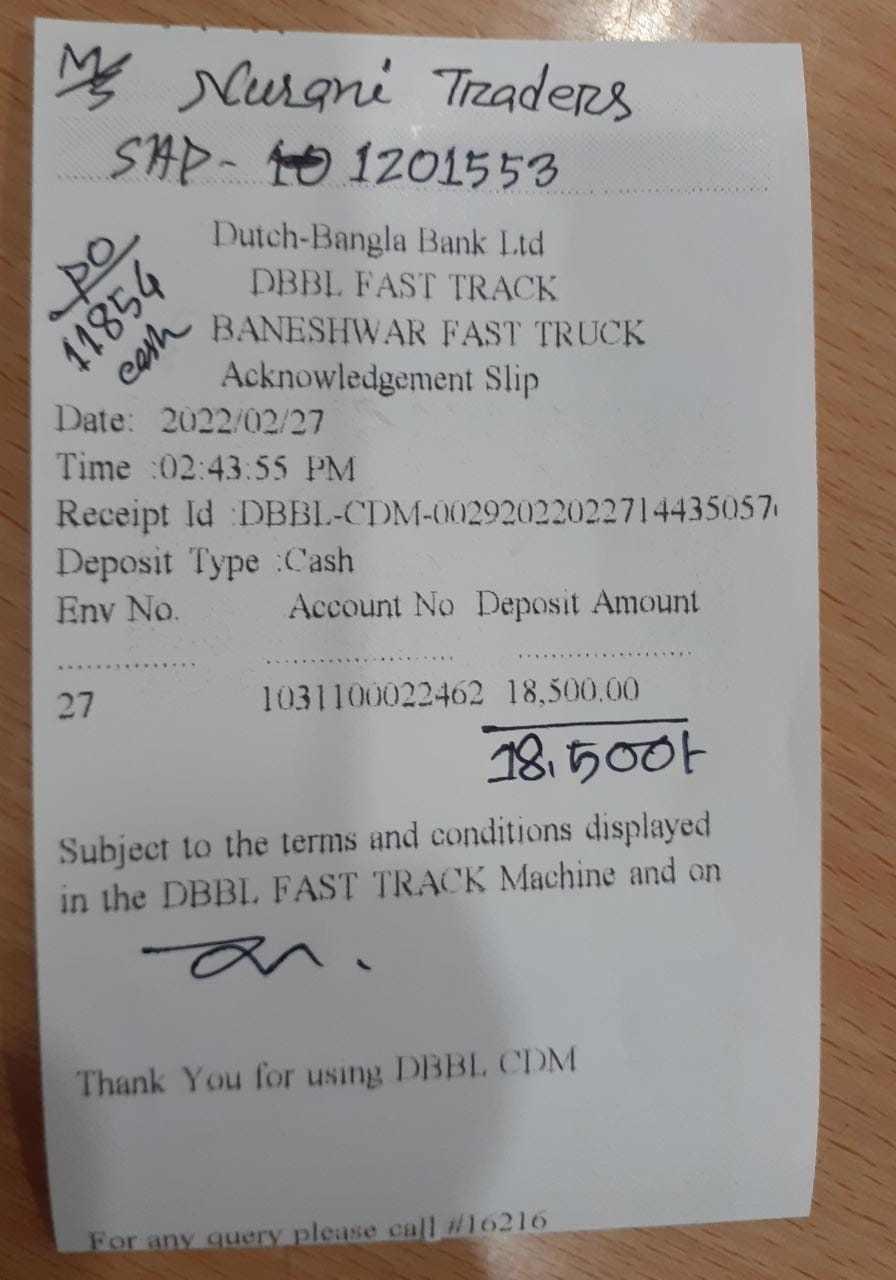 M/S Nurani Traders
SAP- 1201553
PO
11854
cash
Dutch-Bangla Bank Ltd
DBBL FAST TRACK
BANESHWAR FAST TRUCK
Acknowledgement Slip
Date: 2022/02/27
Time :02:43:55 PM
Receipt Id :DBBL-CDM-002920220227144350576
Deposit Type :Cash
Env No. Account No Deposit Amount
27 1031100022462 18,500.00
18,500/-
Subject to the terms and conditions displayed
in the DBBL FAST TRACK Machine and on
Thank You for using DBBL CDM
For any query please call #16216